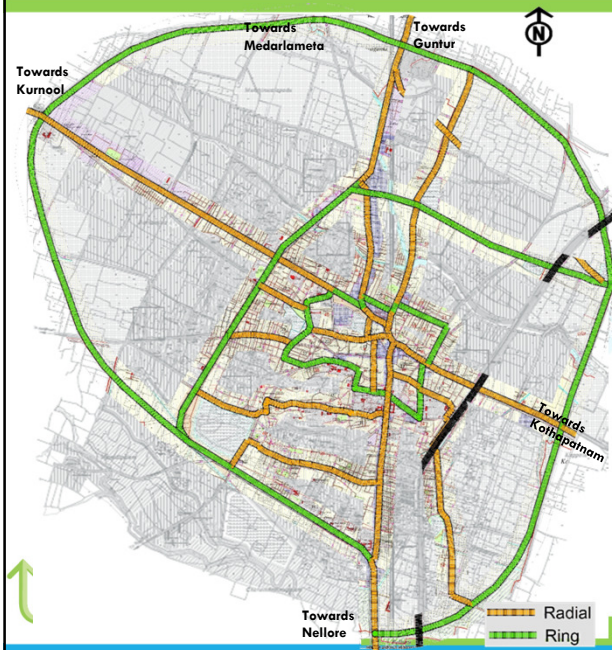 Towards
Medarlameta
Towards
Guntur
N
Towards
Kurnool
Towards
Kothapatnam
Towards
Nellore
Radial
Ring